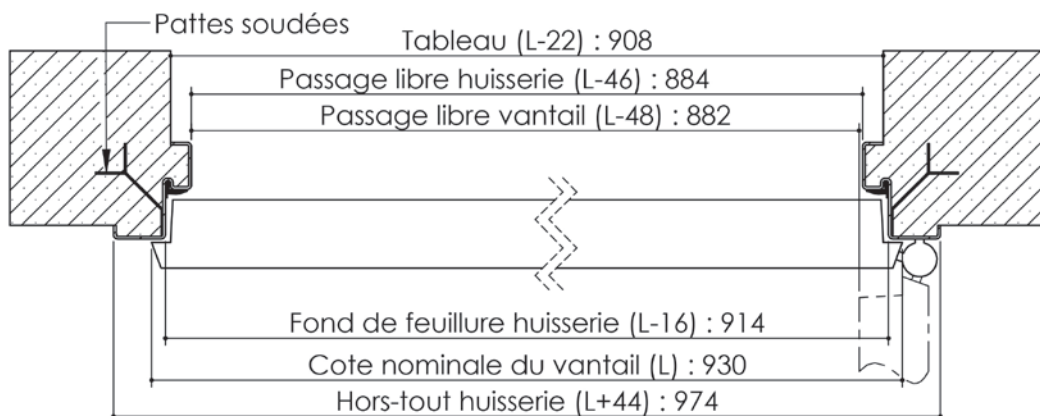 Pattes soudées
Tableau (L-22) : 908
Passage libre huisserie (L-46) : 884
Passage libre vantail (L-48) : 882
Fond de feuillure huisserie (L-16) : 914
Cote nominale du vantail (L) : 930
Hors-tout huisserie (L+44) : 974